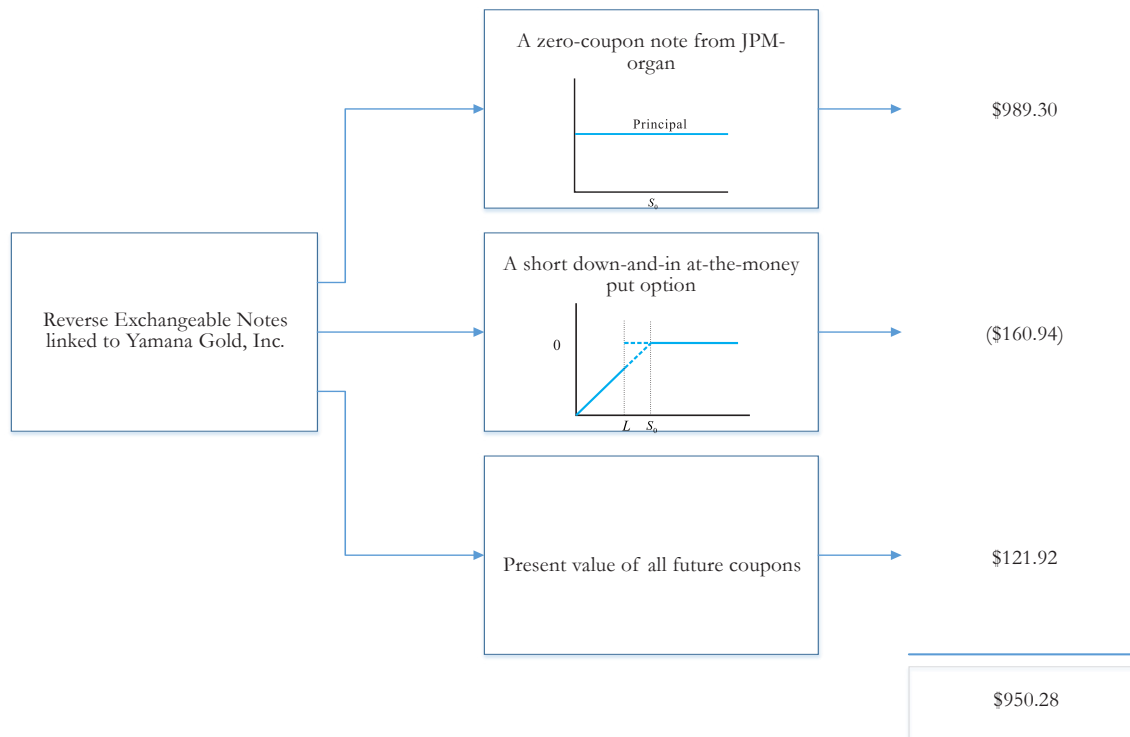 A zero-coupon note from JPM-
organ
Principal
S₀
$989.30
Reverse Exchangeable Notes
linked to Yamana Gold, Inc.
A short down-and-in at-the-money
put option
0
L S₀
($160.94)
Present value of all future coupons
$121.92
$950.28